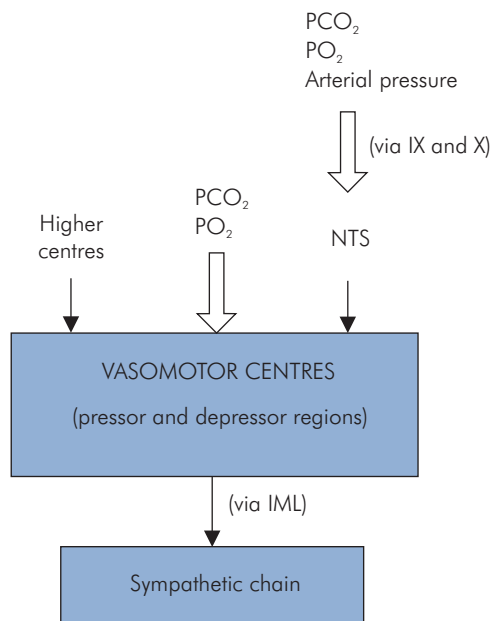 PCO₂
PO₂
Arterial pressure
(via IX and X)
PCO₂
PO₂
Higher
centres
NTS
VASOMOTOR CENTRES
(pressor and depressor regions)
(via IML)
Sympathetic chain